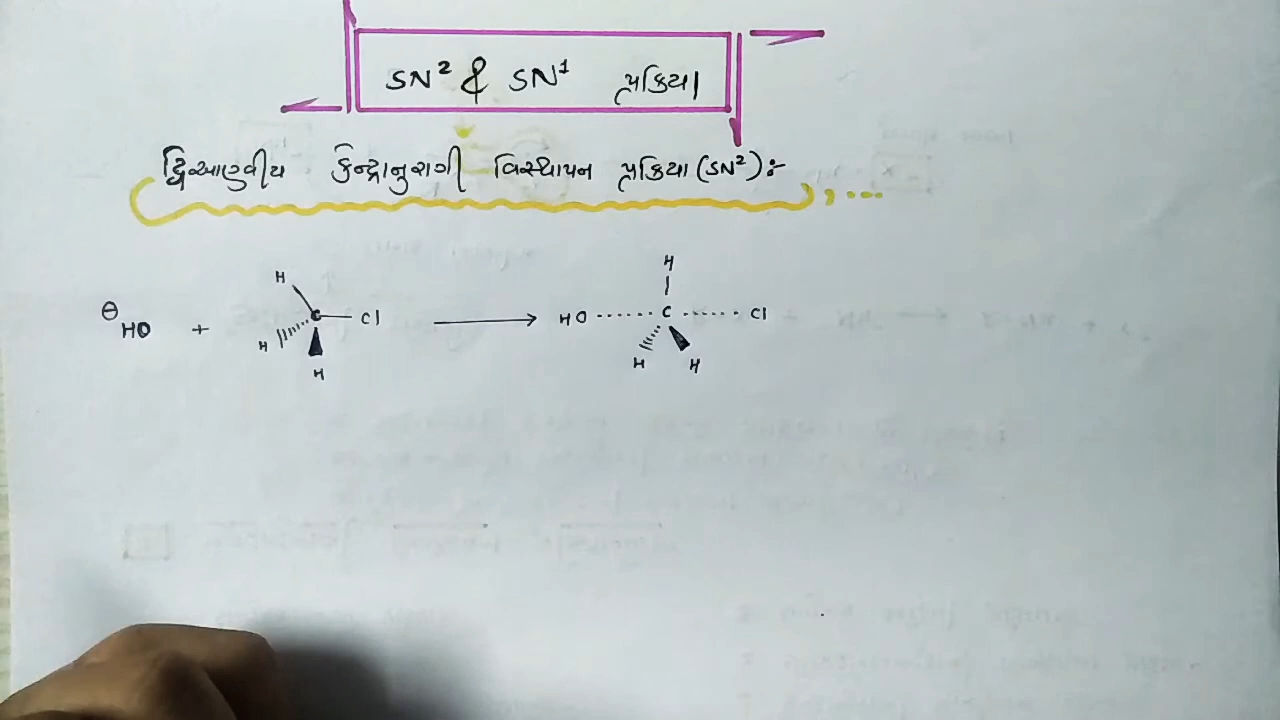 SN² & SN¹ પ્રક્રિયા
દ્વિઆણ્વીય કેન્દ્રાનુરાગી વિસ્થાપન પ્રક્રિયા (SN²):-
H H
⊖ HO + C Cl ⟶ HO ...... C ...... Cl
H H H H